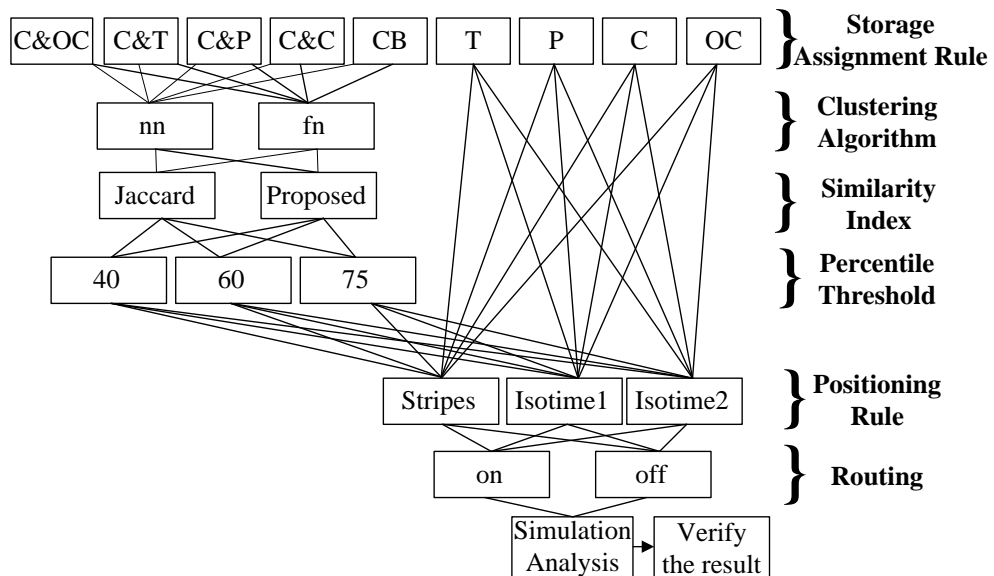 C&OC C&T C&P C&C CB T P C OC
Storage
Assignment Rule
nn fn
Clustering
Algorithm
Jaccard Proposed
Similarity
Index
40 60 75
Percentile
Threshold
Stripes Isotime1 Isotime2
Positioning
Rule
on off
Routing
Simulation
Analysis
Verify
the result